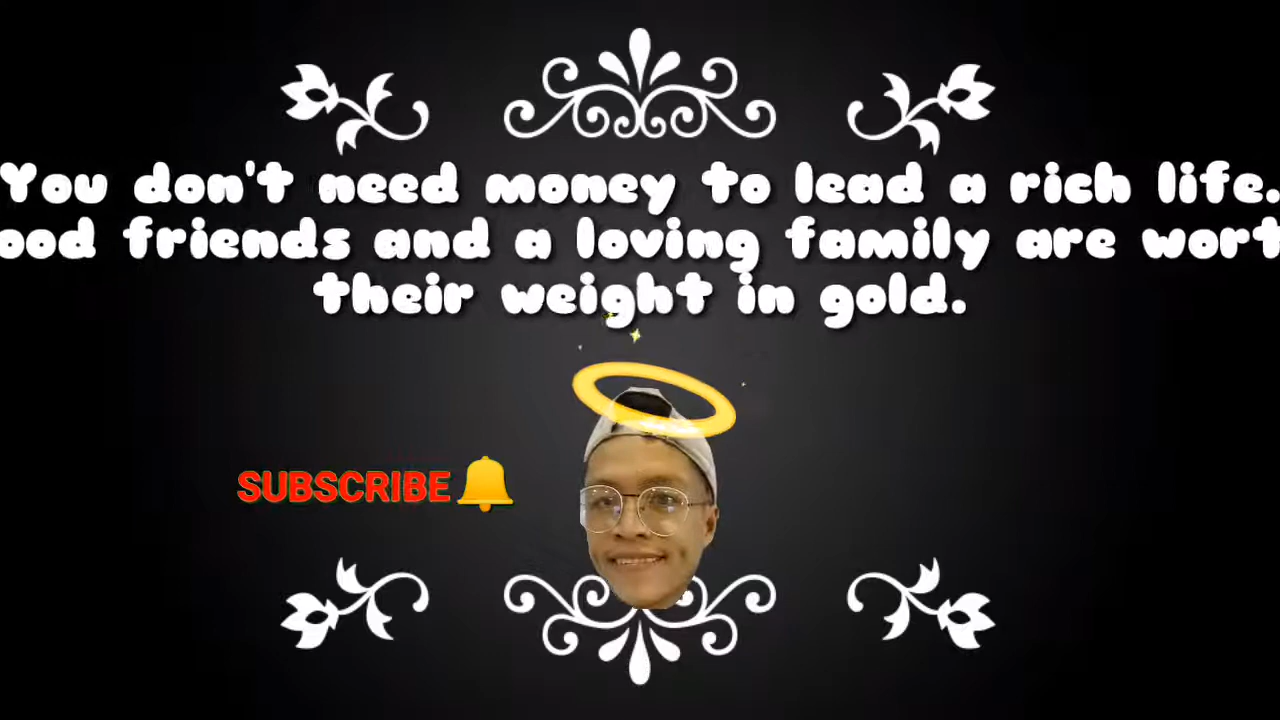 You don't need money to lead a rich life.
ood friends and a loving family are wort
their weight in gold.
SUBSCRIBE